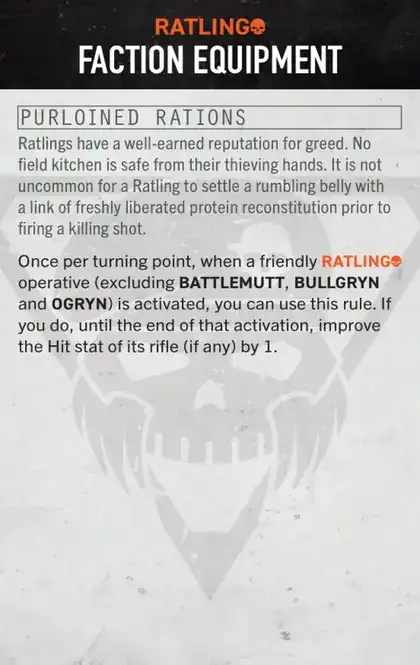 RATLING
FACTION EQUIPMENT
PURLOINED RATIONS
Ratlings have a well-earned reputation for greed. No
field kitchen is safe from their thieving hands. It is not
uncommon for a Ratling to settle a rumbling belly with
a link of freshly liberated protein reconstitution prior to
firing a killing shot.
Once per turning point, when a friendly RATLING
operative (excluding BATTLEMUTT, BULLGRYN
and OGRYN) is activated, you can use this rule. If
you do, until the end of that activation, improve
the Hit stat of its rifle (if any) by 1.